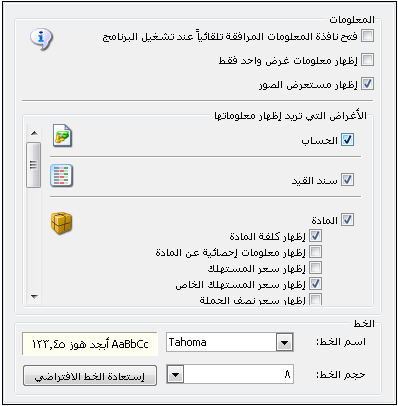 المعلومات
فتح نافذة المعلومات المرافقة تلقائياً عند تشغيل البرنامج
إظهار معلومات غرض واحد فقط
إظهار مستعرض الصور
الأغراض التي تريد إظهار معلوماتها
الحساب
سند القيد
المادة
إظهار كلفة المادة
إظهار معلومات إحصائية عن المادة
إظهار سعر المستهلك
إظهار سعر المستهلك الخاص
إظهار سعر نصف الجملة
الخط
اسم الخط: Tahoma AaBbCc أبجد هوز ١٢٣,٤٥
حجم الخط: ٨ إستعادة الخط الافتراضي